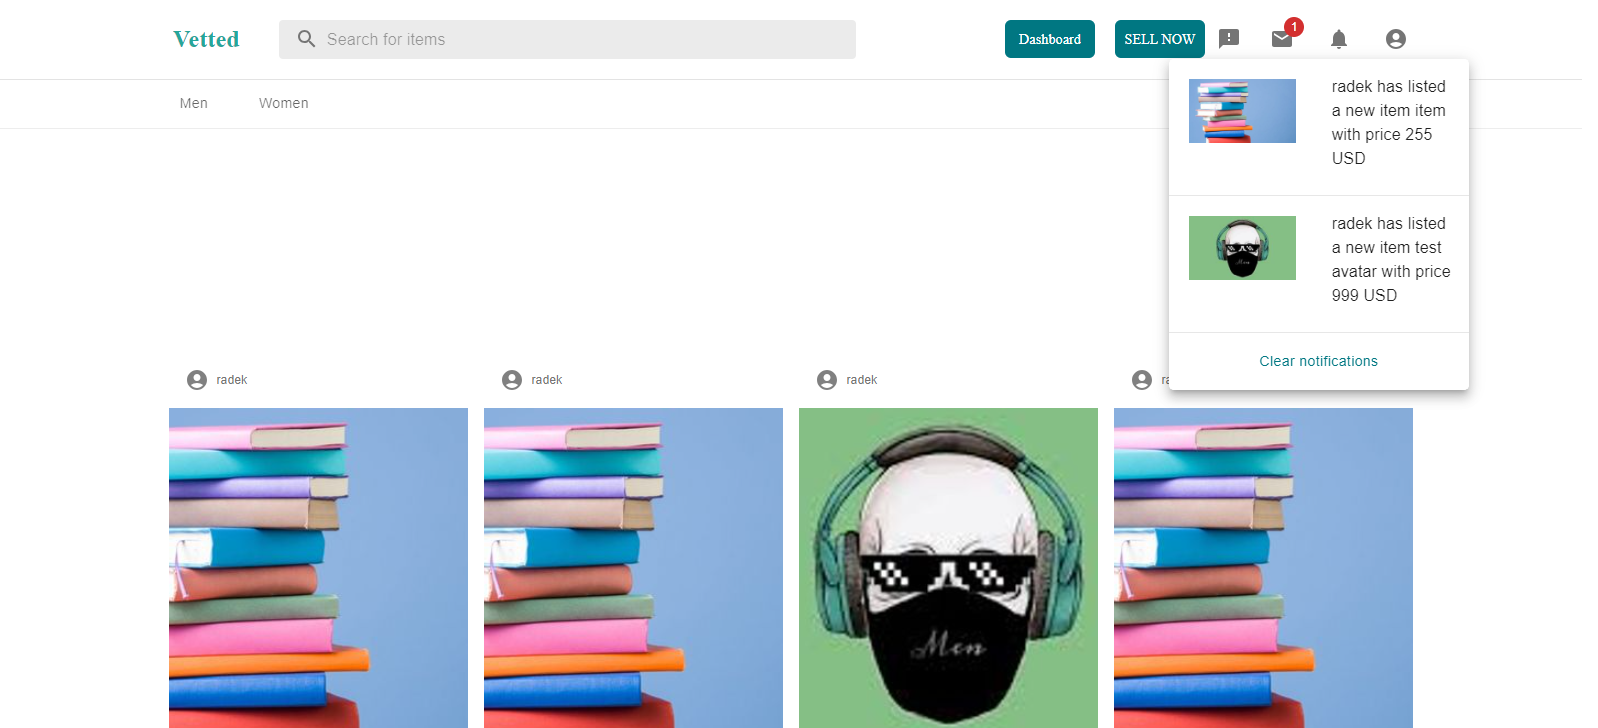 Vetted
Search for items
Dashboard
SELL NOW
1
Men
Women
radek has listed
a new item item
with price 255
USD
radek has listed
a new item test
avatar with price
999 USD
Clear notifications
radek
radek
radek
ra
Men
Men